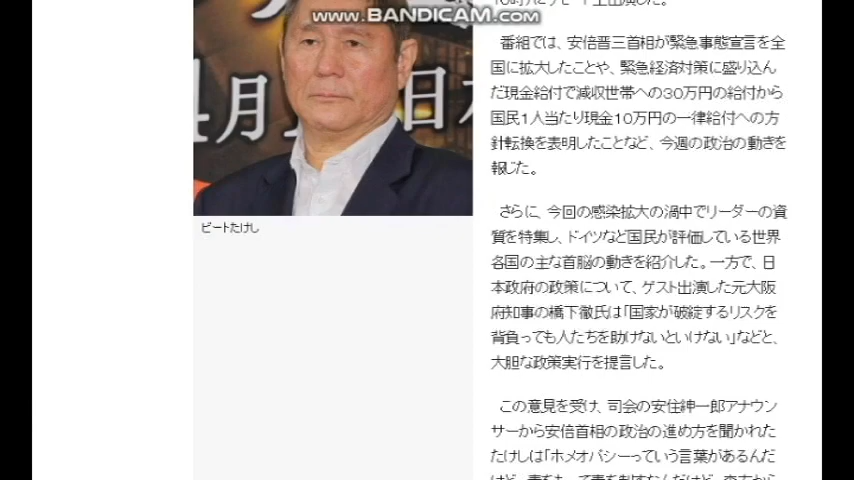 www.BANDICAM.com
4月
日本
ビートたけし
番組では、安倍晋三首相が緊急事態宣言を全
国に拡大したことや、緊急経済対策に盛り込ん
だ現金給付で減収世帯への30万円の給付から
国民1人当たり現金10万円の一律給付への方
針転換を表明したことなど、今週の政治の動きを
報じた。
さらに、今回の感染拡大の渦中でリーダーの資
質を特集し、ドイツなど国民が評価している世界
各国の主な首脳の動きを紹介した。一方で、日
本政府の政策について、ゲスト出演した元大阪
府知事の橋下徹氏は「国家が破綻するリスクを
背負っても人たちを助けないといけない」などと、
大胆な政策実行を提言した。
この意見を受け、司会の安住紳一郎アナウン
サーから安倍首相の政治の進め方を聞かれた
たけしは「ホメオパシーっていう言葉があるんだ